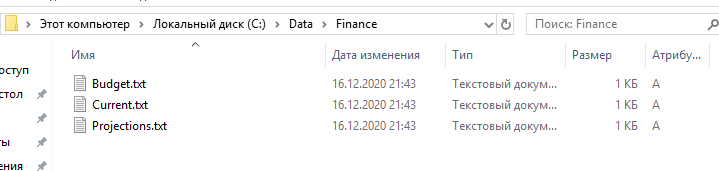 Этот компьютер > Локальный диск (C:) > Data > Finance
Поиск: Finance
Имя Дата изменения Тип Размер Атрибу...
оступ
Budget.txt 16.12.2020 21:43 Текстовый докум... 1 КБ A
стол
Current.txt 16.12.2020 21:43 Текстовый докум... 1 КБ A
Projections.txt 16.12.2020 21:43 Текстовый докум... 1 КБ A
ты
ения